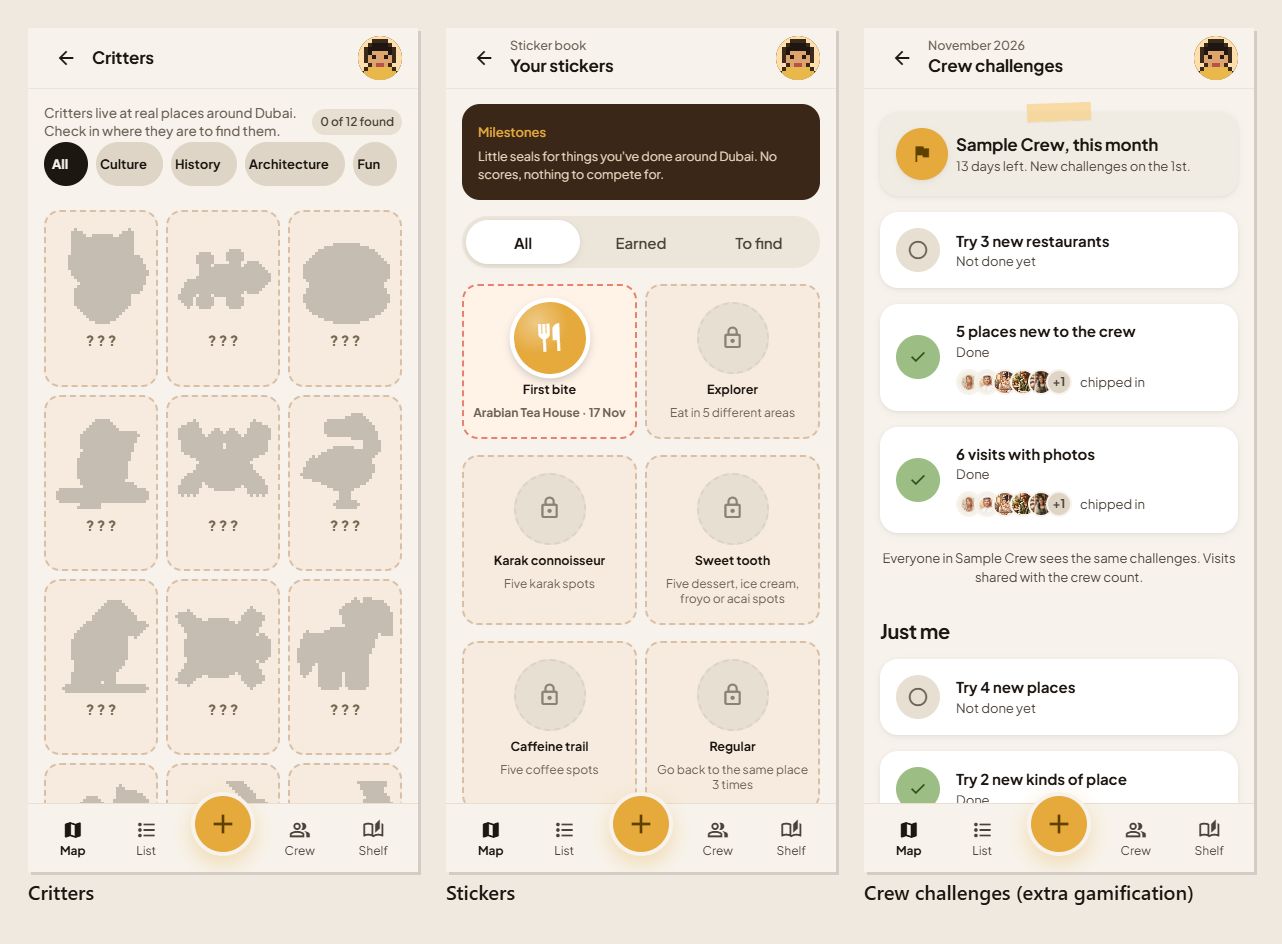 Critters
Critters live at real places around Dubai.
Check in where they are to find them.
0 of 12 found
All
Culture
History
Architecture
Fun
? ? ?
? ? ?
? ? ?
? ? ?
? ? ?
? ? ?
? ? ?
? ? ?
? ? ?
Map
List
Crew
Shelf
Critters
Sticker book
Your stickers
Milestones
Little seals for things you've done around Dubai. No
scores, nothing to compete for.
All
Earned
To find
First bite
Arabian Tea House · 17 Nov
Explorer
Eat in 5 different areas
Karak connoisseur
Five karak spots
Sweet tooth
Five dessert, ice cream,
froyo or acai spots
Caffeine trail
Five coffee spots
Regular
Go back to the same place
3 times
Map
List
Crew
Shelf
Stickers
November 2026
Crew challenges
Sample Crew, this month
13 days left. New challenges on the 1st.
Try 3 new restaurants
Not done yet
5 places new to the crew
Done
+1
chipped in
6 visits with photos
Done
+1
chipped in
Everyone in Sample Crew sees the same challenges. Visits
shared with the crew count.
Just me
Try 4 new places
Not done yet
Try 2 new kinds of place
Done
Map
List
Crew
Shelf
Crew challenges (extra gamification)